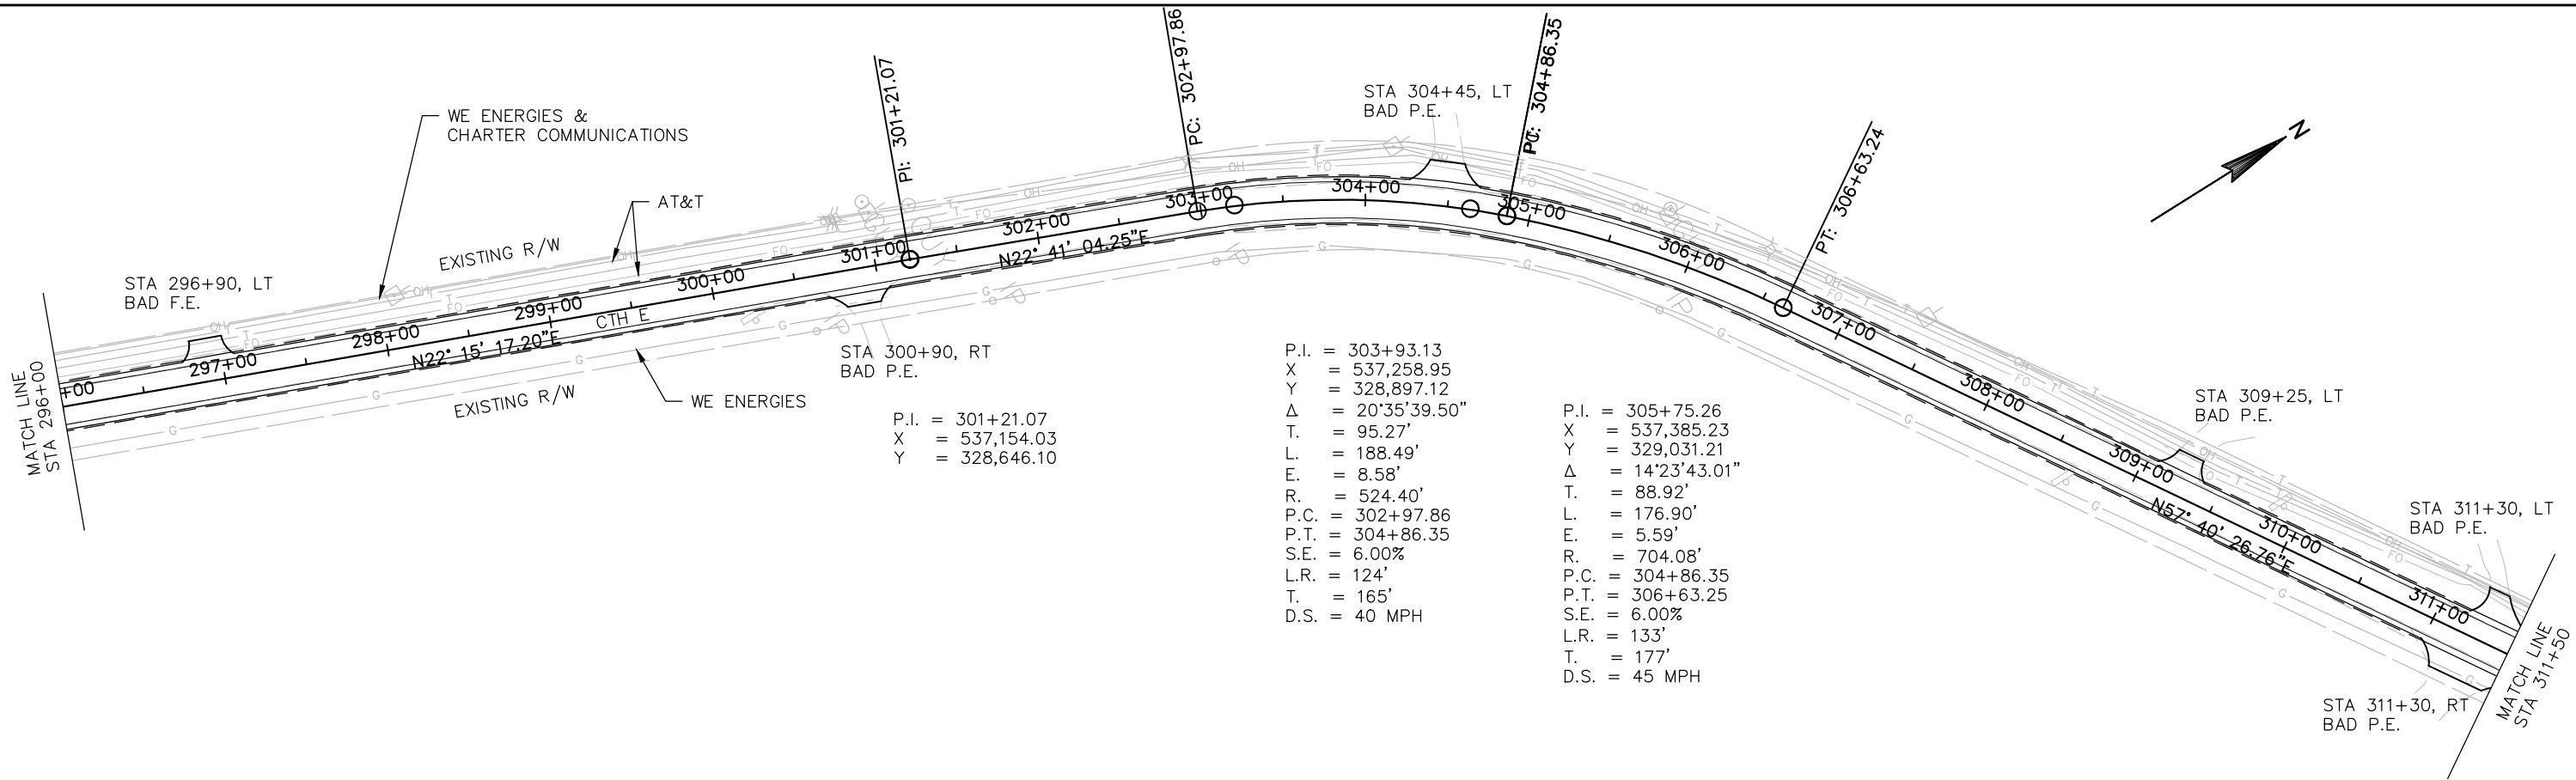 PI: 301+21.07
PC: 302+97.86
PT: 304+86.35
PC: 304+86.35
PT: 306+63.24
N
WE ENERGIES &
CHARTER COMMUNICATIONS
AT&T
STA 304+45, LT
BAD P.E.
EXISTING R/W
STA 296+90, LT
BAD F.E.
MATCH LINE
STA 296+00
+00
297+00
298+00
299+00
300+00
301+00
302+00
303+00
304+00
305+00
306+00
307+00
308+00
309+00
310+00
311+00
N22° 15' 17.20"E
CTH E
N22° 41' 04.25"E
N57° 40' 26.76"E
EXISTING R/W
WE ENERGIES
STA 300+90, RT
BAD P.E.
P.I. = 301+21.07
X = 537,154.03
Y = 328,646.10
P.I. = 303+93.13
X = 537,258.95
Y = 328,897.12
Δ = 20°35'39.50"
T. = 95.27'
L. = 188.49'
E. = 8.58'
R. = 524.40'
P.C. = 302+97.86
P.T. = 304+86.35
S.E. = 6.00%
L.R. = 124'
T. = 165'
D.S. = 40 MPH
P.I. = 305+75.26
X = 537,385.23
Y = 329,031.21
Δ = 14°23'43.01"
T. = 88.92'
L. = 176.90'
E. = 5.59'
R. = 704.08'
P.C. = 304+86.35
P.T. = 306+63.25
S.E. = 6.00%
L.R. = 133'
T. = 177'
D.S. = 45 MPH
STA 309+25, LT
BAD P.E.
STA 311+30, LT
BAD P.E.
STA 311+30, RT
BAD P.E.
MATCH LINE
STA 311+50